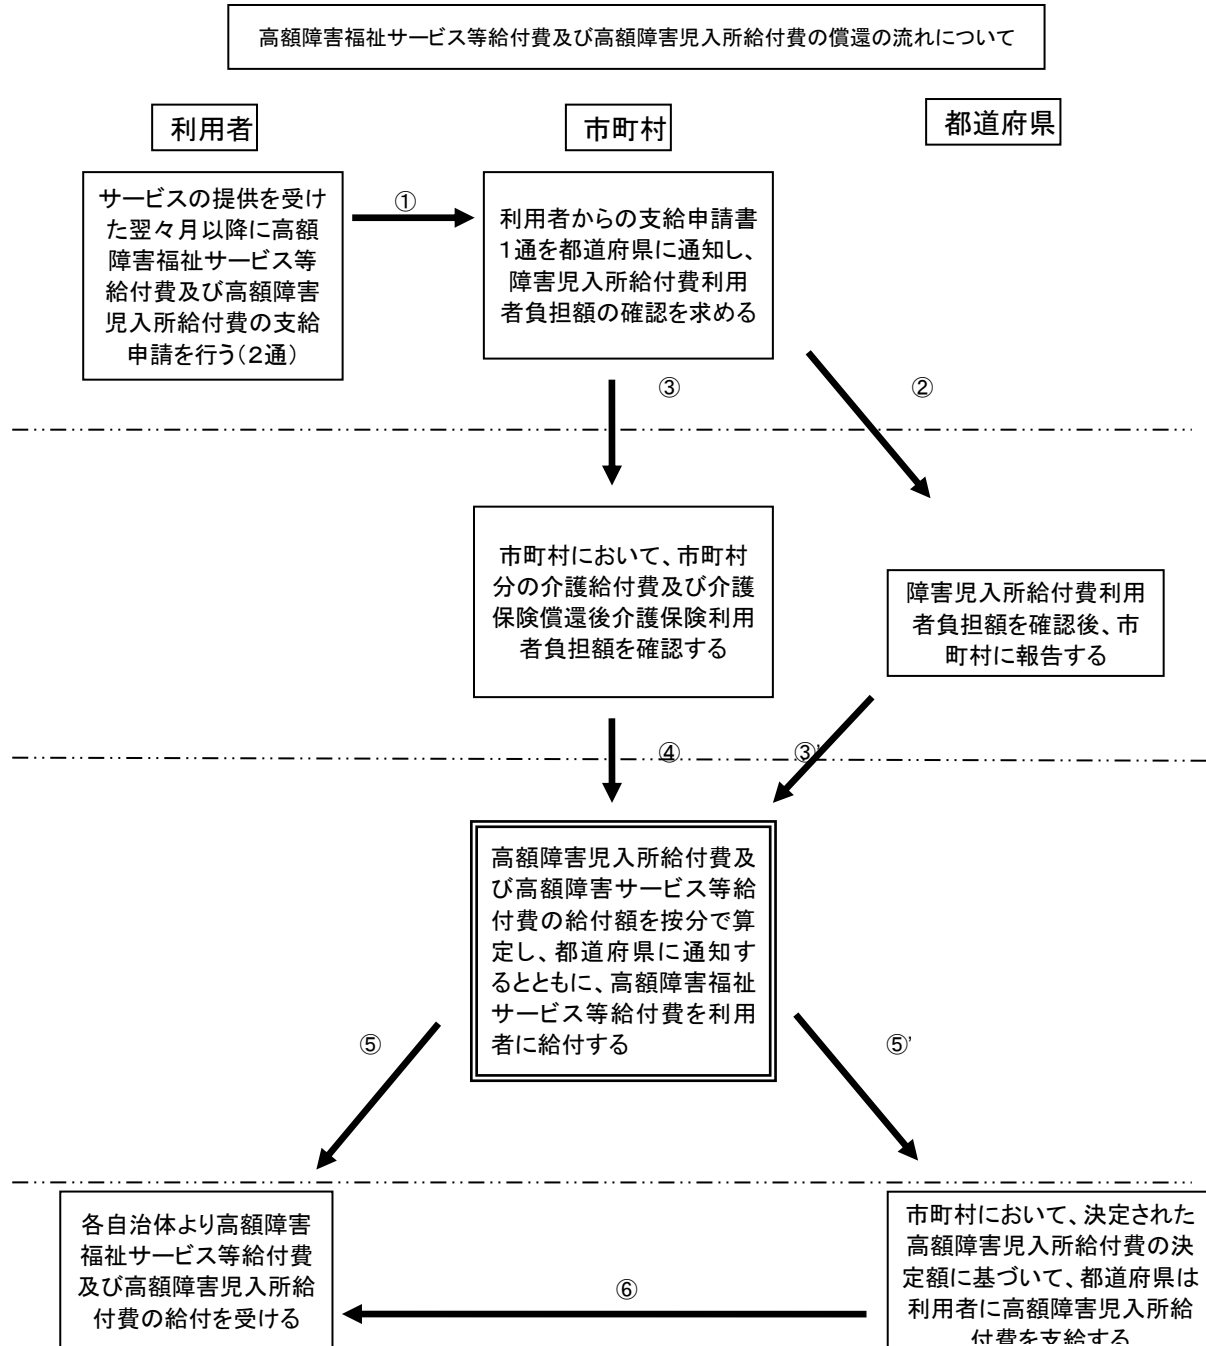 高額障害福祉サービス等給付費及び高額障害児入所給付費の償還の流れについて
利用者
市町村
都道府県
サービスの提供を受け
た翌々月以降に高額
障害福祉サービス等
給付費及び高額障害
児入所給付費の支給
申請を行う(２通)
①
利用者からの支給申請書
１通を都道府県に通知し、
障害児入所給付費利用
者負担額の確認を求める
③
②
市町村において、市町村
分の介護給付費及び介護
保険償還後介護保険利用
者負担額を確認する
障害児入所給付費利用
者負担額を確認後、市
町村に報告する
④
③'
高額障害児入所給付費及
び高額障害サービス等給
付費の給付額を按分で算
定し、都道府県に通知す
るとともに、高額障害福祉
サービス等給付費を利用
者に給付する
⑤
⑤'
各自治体より高額障害
福祉サービス等給付費
及び高額障害児入所給
付費の給付を受ける
⑥
市町村において、決定された
高額障害児入所給付費の決
定額に基づいて、都道府県は
利用者に高額障害児入所給
付費を支給する